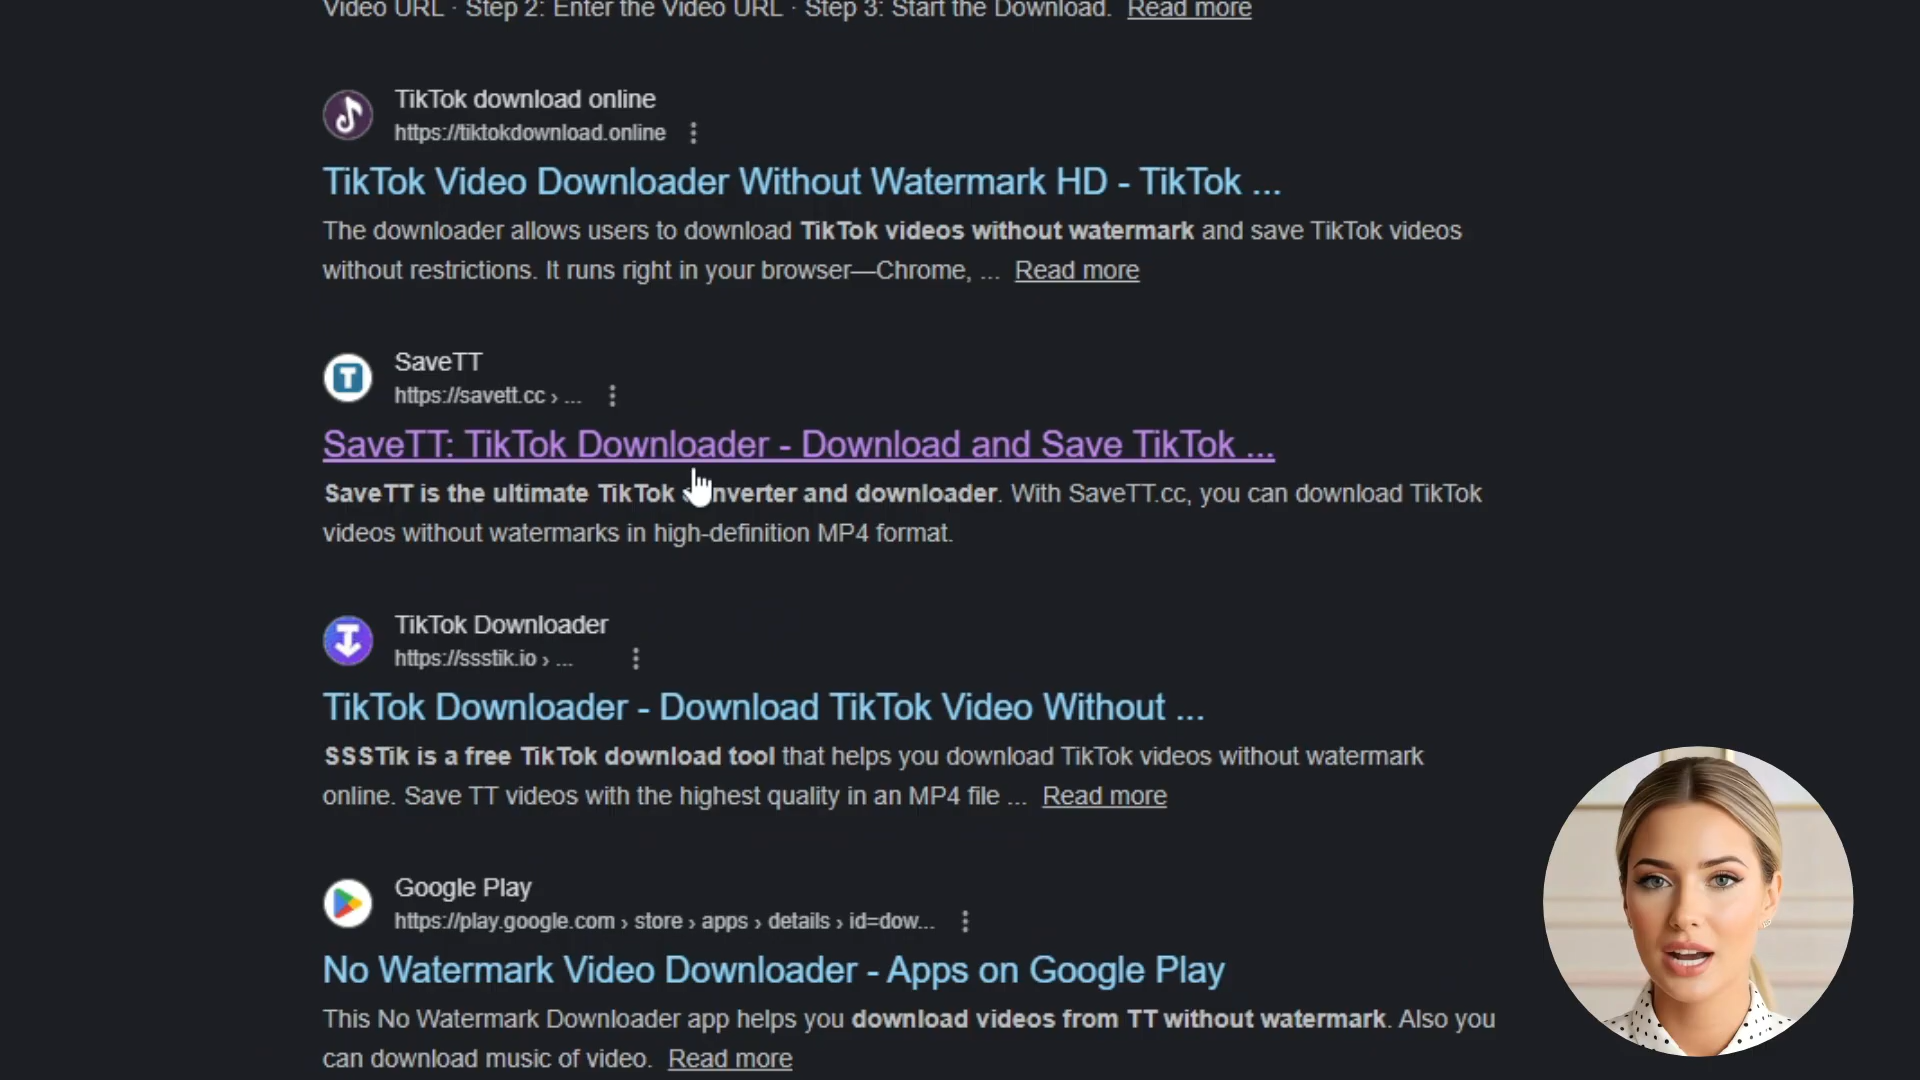 Video URL · Step 2: Enter the Video URL · Step 3: Start the Download. Read more
TikTok download online
https://tiktokdownload.online
TikTok Video Downloader Without Watermark HD - TikTok ...
The downloader allows users to download TikTok videos without watermark and save TikTok videos
without restrictions. It runs right in your browser—Chrome, ... Read more
SaveTT
https://savett.cc › ...
SaveTT: TikTok Downloader - Download and Save TikTok ...
SaveTT is the ultimate TikTok nverter and downloader. With SaveTT.cc, you can download TikTok
videos without watermarks in high-definition MP4 format.
TikTok Downloader
https://ssstik.io › ...
TikTok Downloader - Download TikTok Video Without ...
SSSTik is a free TikTok download tool that helps you download TikTok videos without watermark
online. Save TT videos with the highest quality in an MP4 file ... Read more
Google Play
https://play.google.com › store › apps › details › id=dow...
No Watermark Video Downloader - Apps on Google Play
This No Watermark Downloader app helps you download videos from TT without watermark. Also you
can download music of video. Read more